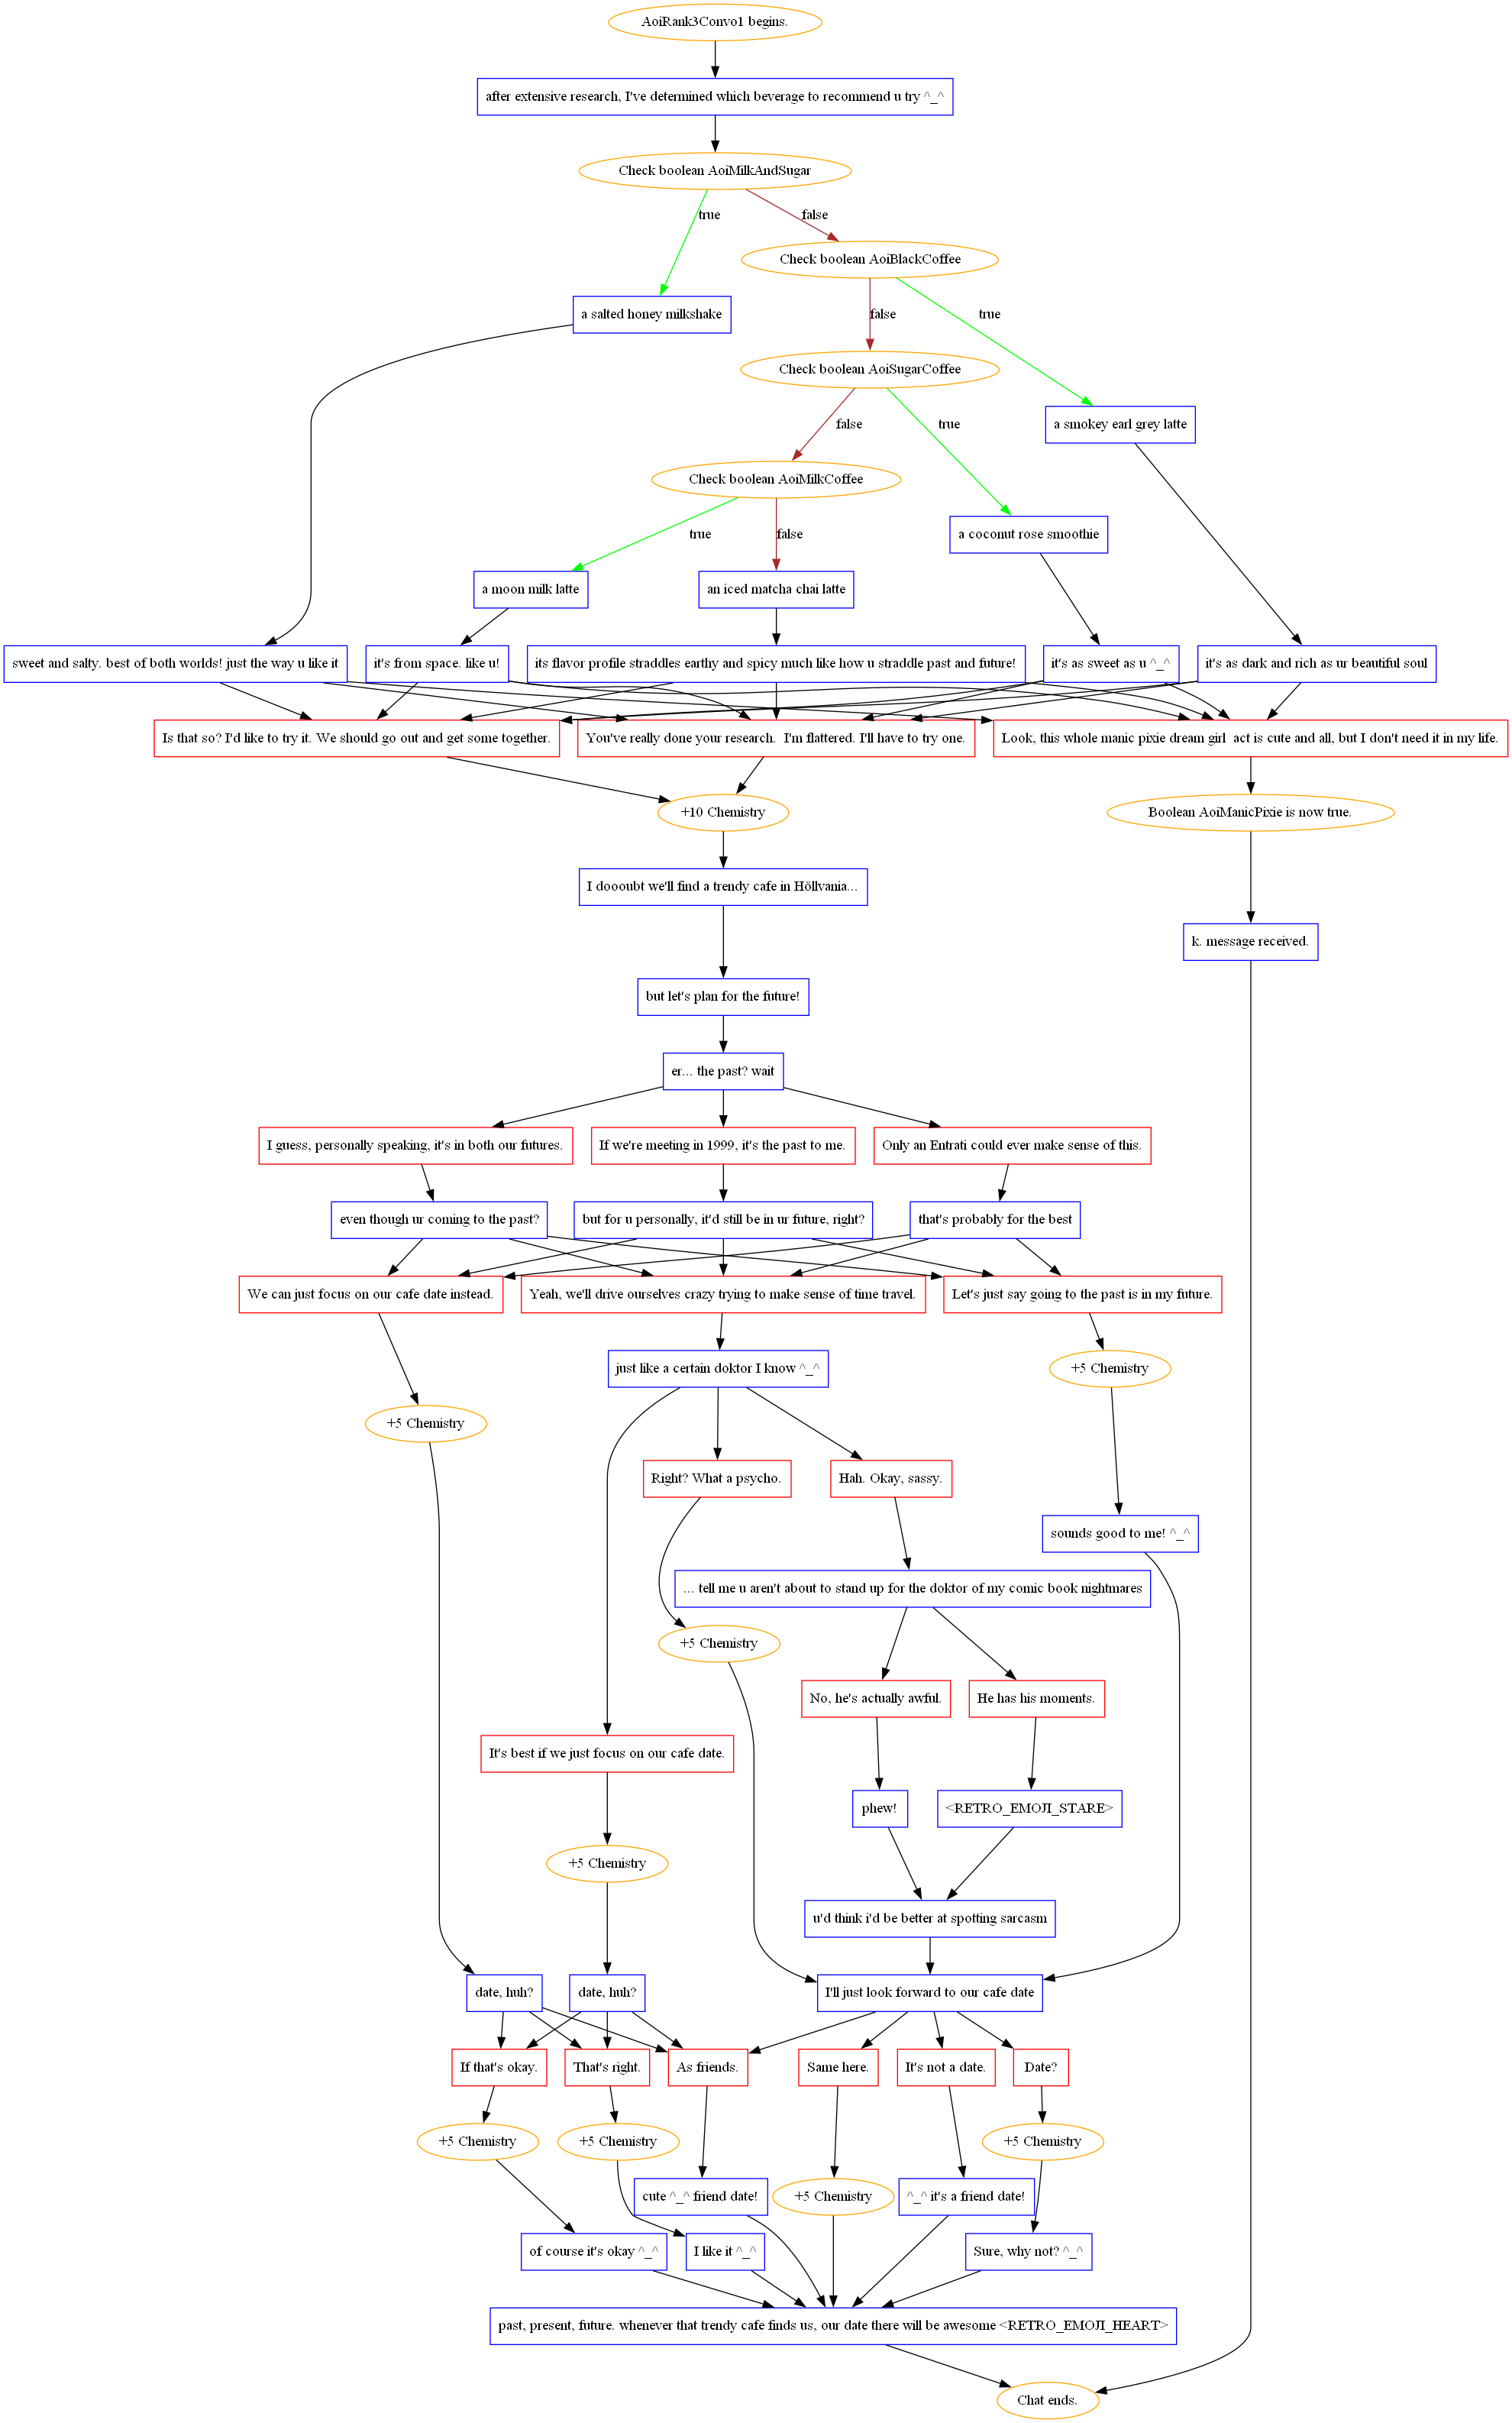 AoiRank3Convo1 begins.
after extensive research, I've determined which beverage to recommend u try ^_^
Check boolean AoiMilkAndSugar
true
false
Check boolean AoiBlackCoffee
a salted honey milkshake
false
true
Check boolean AoiSugarCoffee
a smokey earl grey latte
false
true
Check boolean AoiMilkCoffee
a coconut rose smoothie
true
false
a moon milk latte
an iced matcha chai latte
sweet and salty. best of both worlds! just the way u like it
it's from space. like u!
its flavor profile straddles earthy and spicy much like how u straddle past and future!
it's as sweet as u ^_^
it's as dark and rich as ur beautiful soul
Is that so? I'd like to try it. We should go out and get some together.
You've really done your research.  I'm flattered. I'll have to try one.
Look, this whole manic pixie dream girl  act is cute and all, but I don't need it in my life.
+10 Chemistry
Boolean AoiManicPixie is now true.
I doooubt we'll find a trendy cafe in Höllvania...
k. message received.
but let's plan for the future!
er... the past? wait
I guess, personally speaking, it's in both our futures.
If we're meeting in 1999, it's the past to me.
Only an Entrati could ever make sense of this.
even though ur coming to the past?
but for u personally, it'd still be in ur future, right?
that's probably for the best
We can just focus on our cafe date instead.
Yeah, we'll drive ourselves crazy trying to make sense of time travel.
Let's just say going to the past is in my future.
just like a certain doktor I know ^_^
+5 Chemistry
+5 Chemistry
Right? What a psycho.
Hah. Okay, sassy.
sounds good to me! ^_^
... tell me u aren't about to stand up for the doktor of my comic book nightmares
+5 Chemistry
No, he's actually awful.
He has his moments.
It's best if we just focus on our cafe date.
phew!
<RETRO_EMOJI_STARE>
+5 Chemistry
u'd think i'd be better at spotting sarcasm
date, huh?
date, huh?
I'll just look forward to our cafe date
If that's okay.
That's right.
As friends.
Same here.
It's not a date.
Date?
+5 Chemistry
+5 Chemistry
+5 Chemistry
cute ^_^ friend date!
+5 Chemistry
^_^ it's a friend date!
of course it's okay ^_^
I like it ^_^
Sure, why not? ^_^
past, present, future. whenever that trendy cafe finds us, our date there will be awesome <RETRO_EMOJI_HEART>
Chat ends.